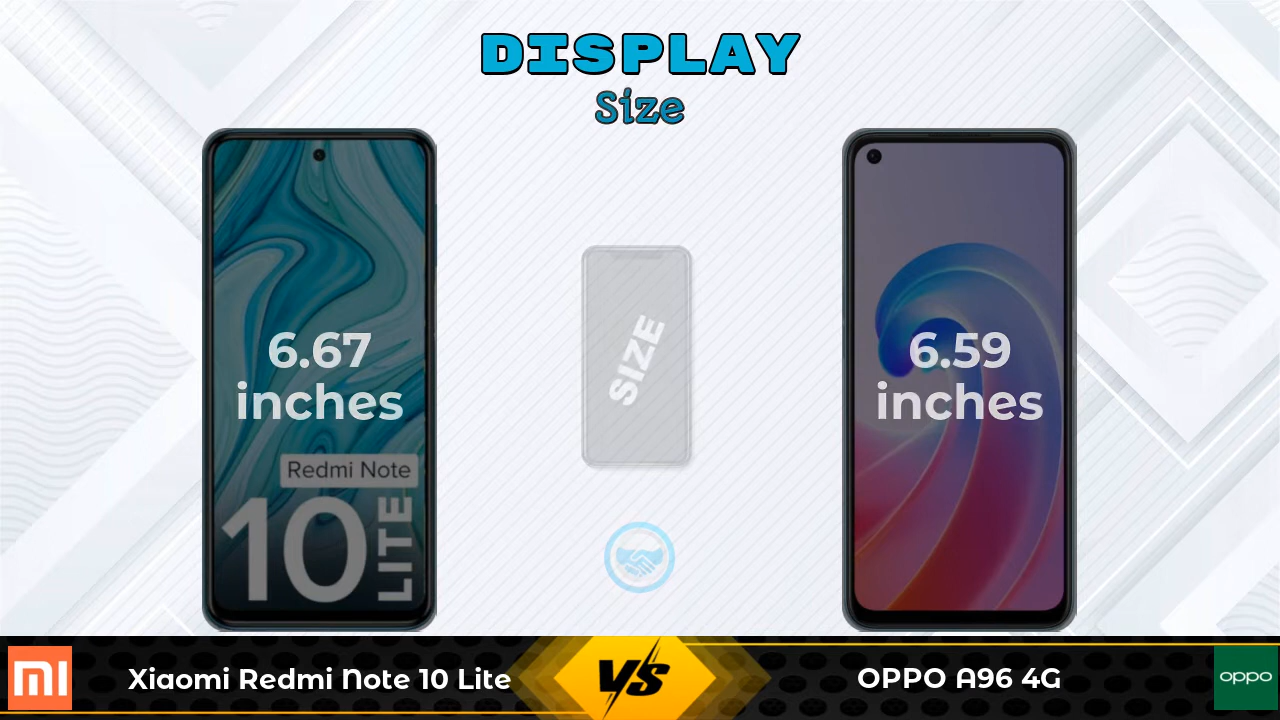 DISPLAY
Size
6.67
inches
Redmi Note
10 LITE
SIZE
6.59
inches
MI
Xiaomi Redmi Note 10 Lite
VS
OPPO A96 4G
oppo